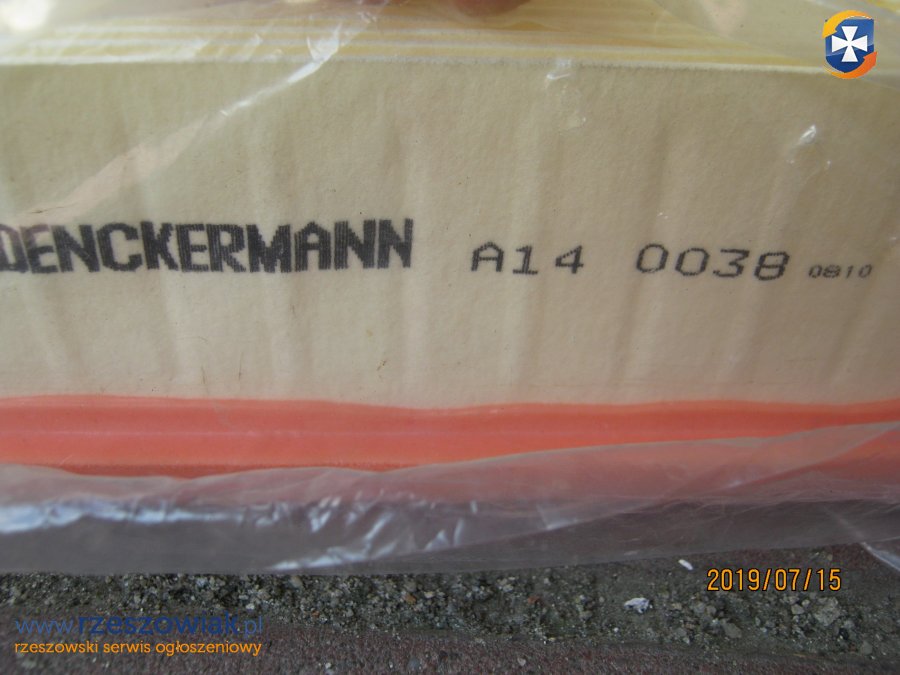 DENCKERMANN A14 0038 0810
2019/07/15
www.rzeszowiak.pl
rzeszowski serwis ogłoszeniowy